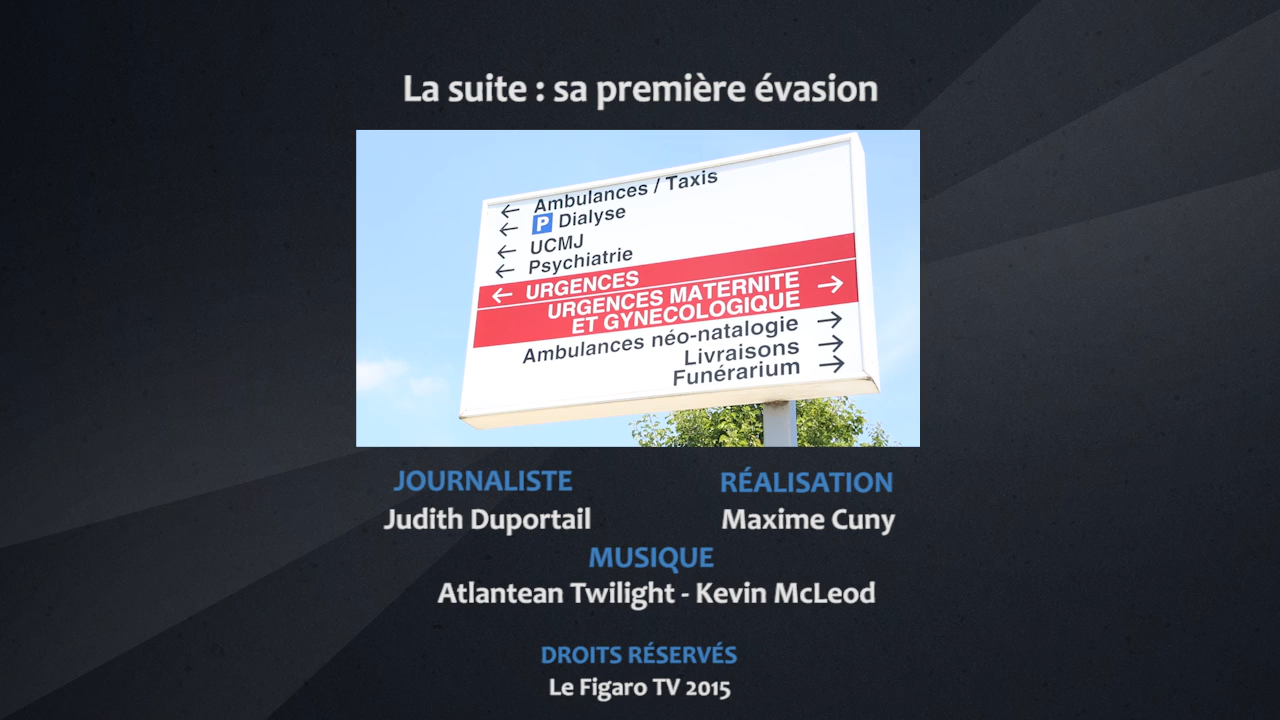 La suite : sa première évasion
← Ambulances / Taxis
← P Dialyse
← UCMJ
← Psychiatrie
← URGENCES
URGENCES MATERNITE →
ET GYNECOLOGIQUE
Ambulances néo-natalogie →
Livraisons →
Funérarium →
JOURNALISTE RÉALISATION
Judith Duportail Maxime Cuny
MUSIQUE
Atlantean Twilight - Kevin McLeod
DROITS RÉSERVÉS
Le Figaro TV 2015